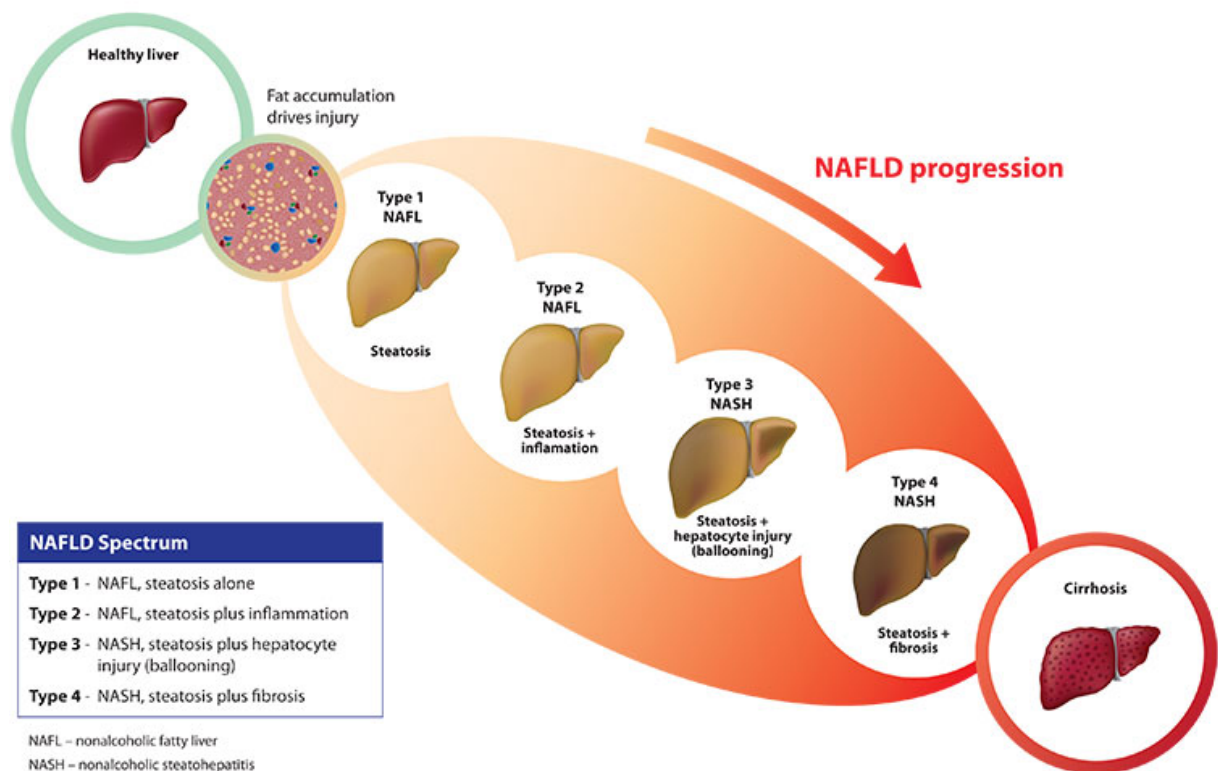 Healthy liver
Fat accumulation
drives injury
NAFLD progression
Type 1
NAFL
Steatosis
Type 2
NAFL
Steatosis +
inflamation
Type 3
NASH
Steatosis +
hepatocyte injury
(ballooning)
Type 4
NASH
Steatosis +
fibrosis
Cirrhosis
NAFLD Spectrum
Type 1 - NAFL, steatosis alone
Type 2 - NAFL, steatosis plus inflammation
Type 3 - NASH, steatosis plus hepatocyte
injury (ballooning)
Type 4 - NASH, steatosis plus fibrosis
NAFL – nonalcoholic fatty liver
NASH – nonalcoholic steatohepatitis